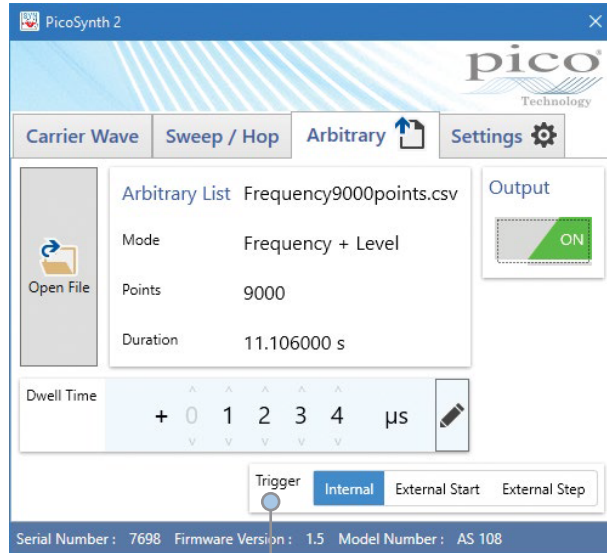 PicoSynth 2
pico
Technology
Carrier Wave Sweep / Hop Arbitrary Settings
Open File
Arbitrary List Frequency9000points.csv
Mode Frequency + Level
Points 9000
Duration 11.106000 s
Output
ON
Dwell Time + 0 1 2 3 4 µs
Trigger Internal External Start External Step
Serial Number : 7698 Firmware Version : 1.5 Model Number : AS 108